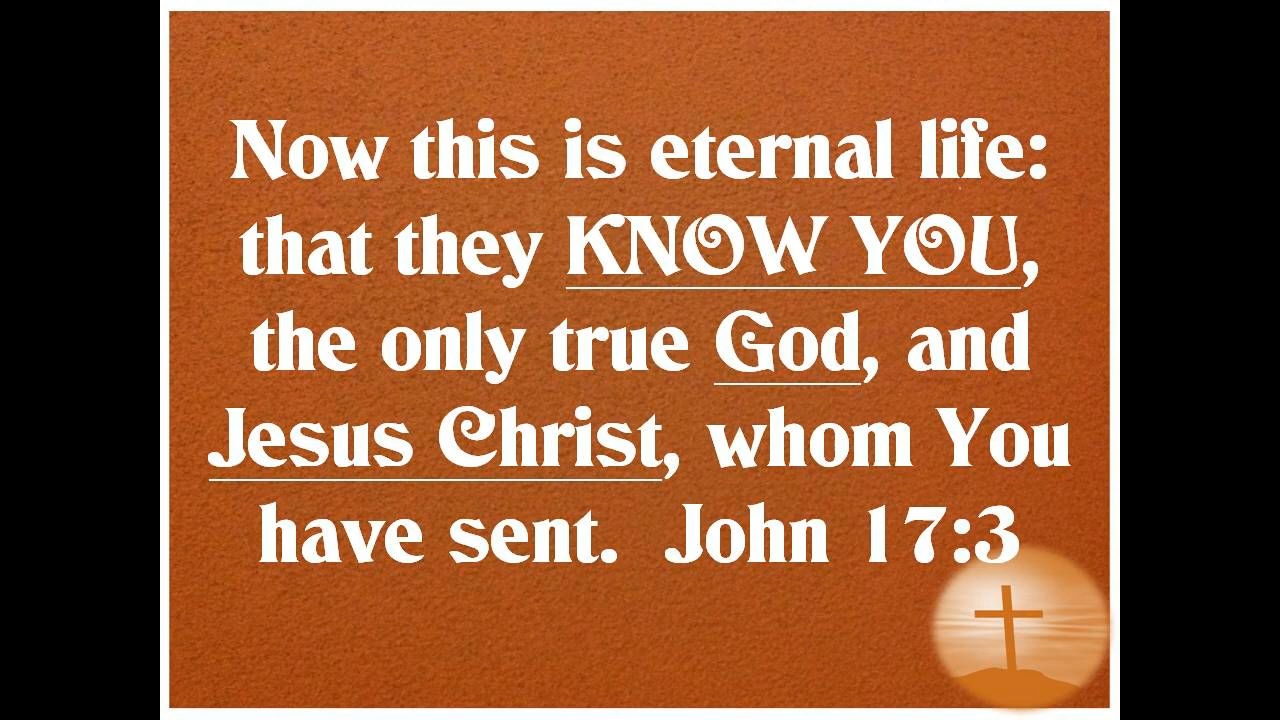 Now this is eternal life:
that they KNOW YOU,
the only true God, and
Jesus Christ, whom You
have sent.  John 17:3